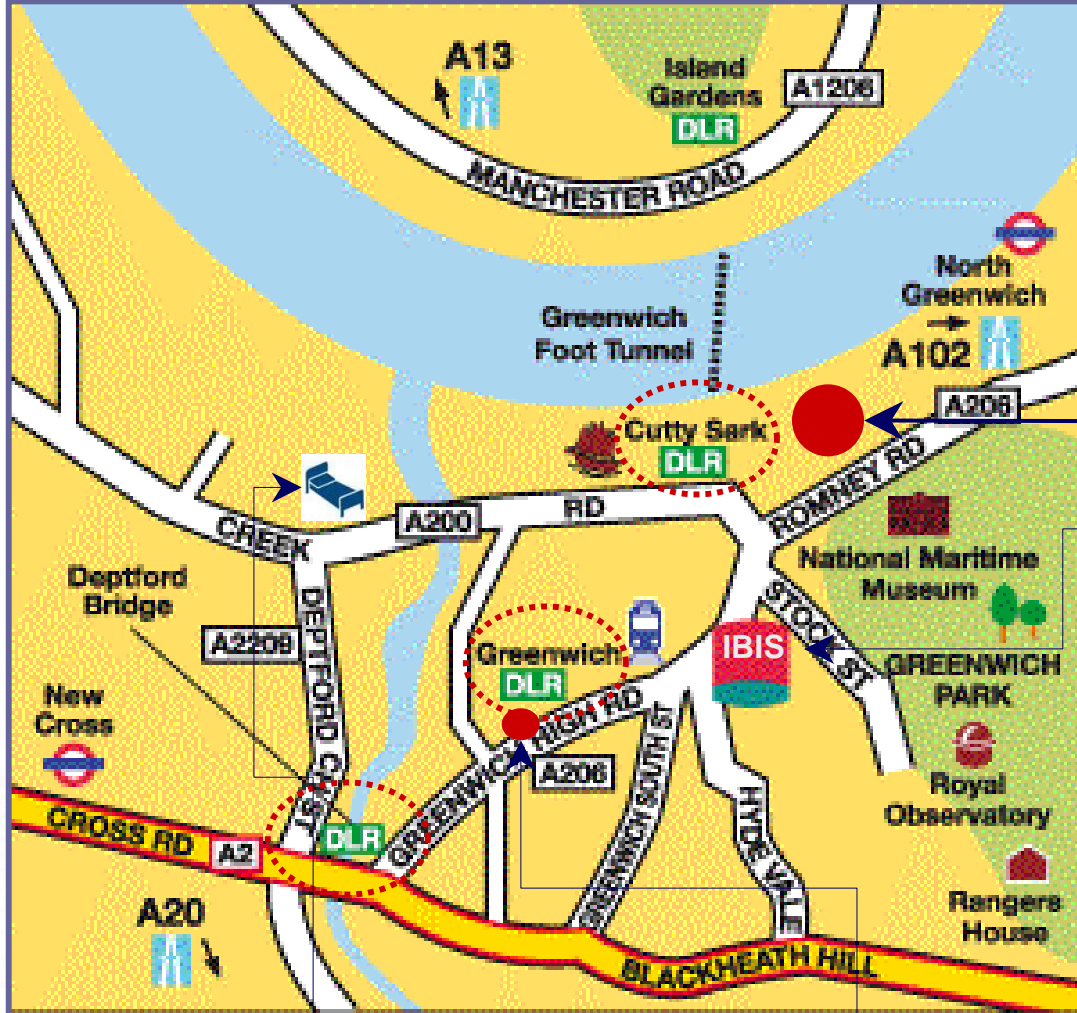 A13
Island
Gardens
DLR
A1206
MANCHESTER ROAD
North
Greenwich
A102
Greenwich
Foot Tunnel
A206
Cutty Sark
DLR
ROMNEY RD
CREEK
A200
RD
National Maritime
Museum
Deptford
Bridge
DEPTFORD CH ST
A2209
STOCK ST
Greenwich
DLR
IBIS
GREENWICH
PARK
New
Cross
GREENWICH HIGH RD
A206
GREENWICH SOUTH ST
HYDE VALE
Royal
Observatory
CROSS RD
A2
DLR
A20
Rangers
House
BLACKHEATH HILL